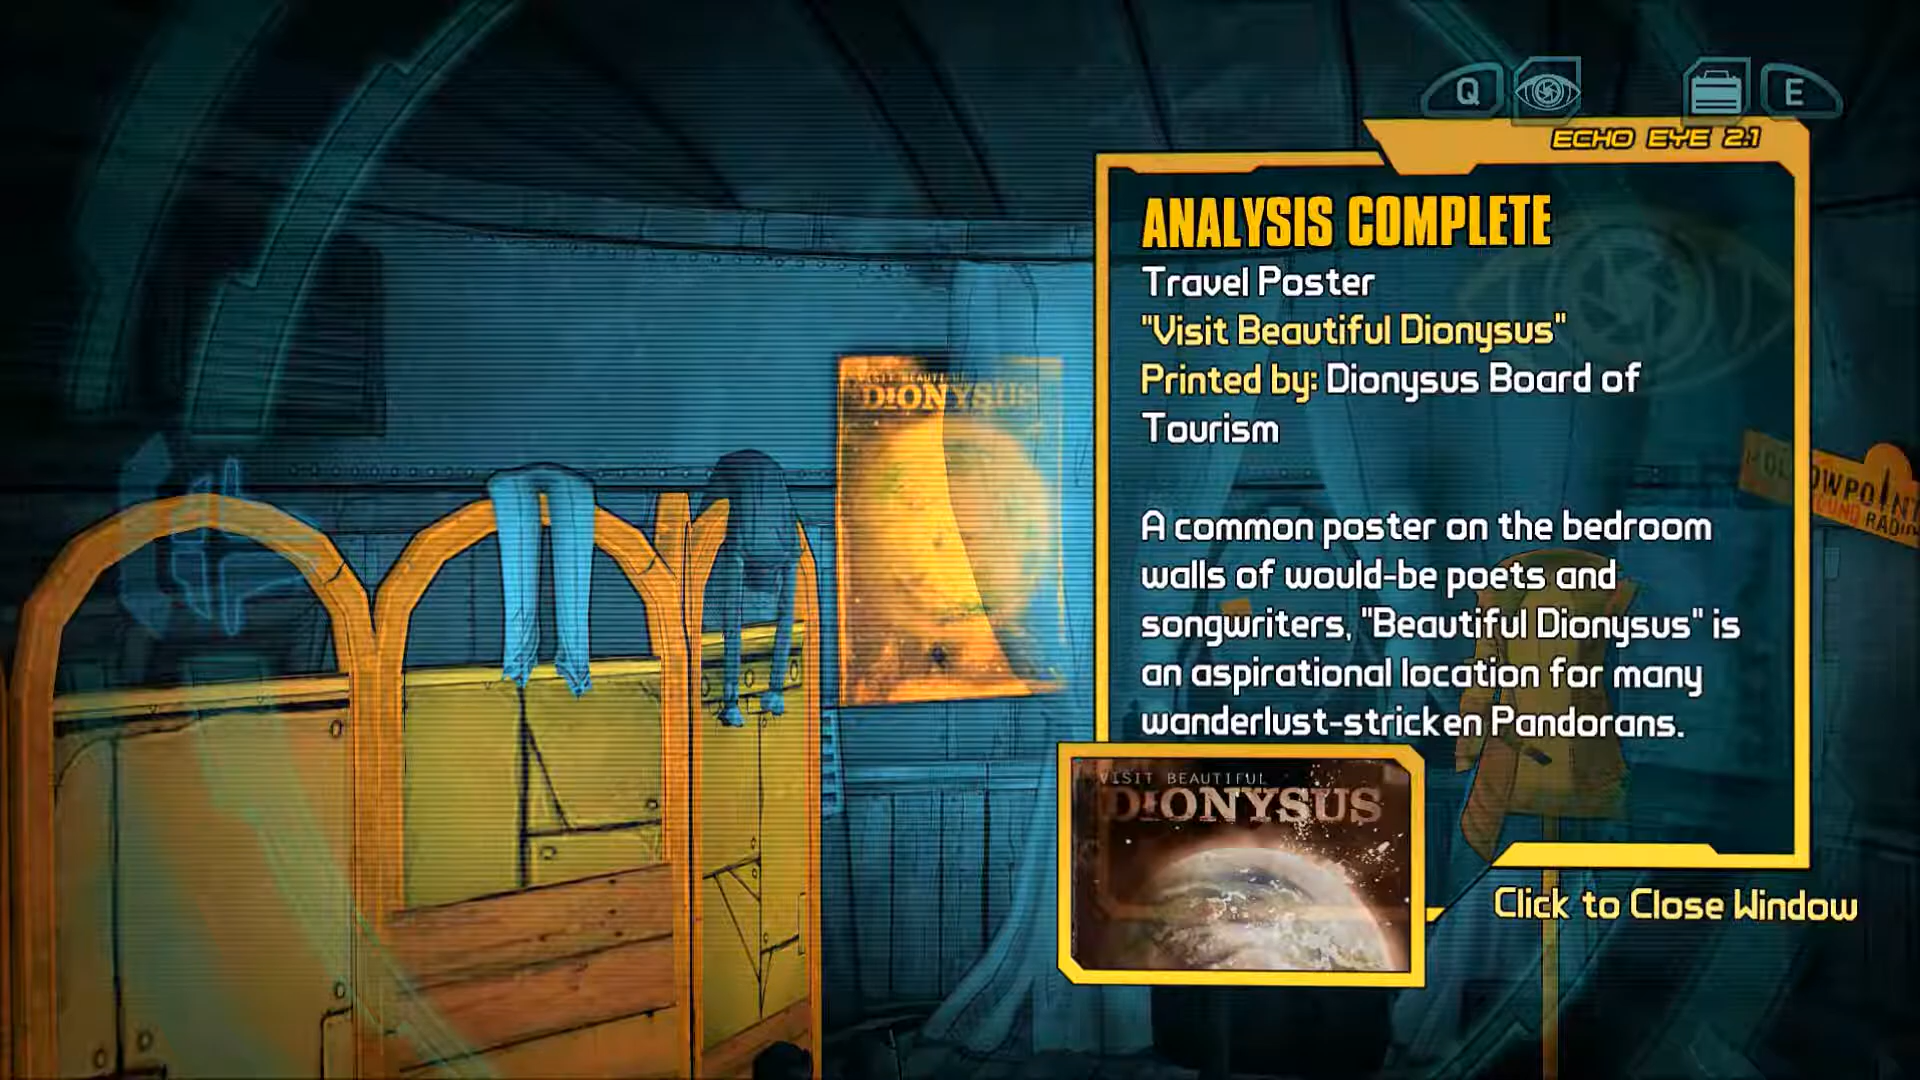 Q
E
ECHO EYE 2.1
ANALYSIS COMPLETE
Travel Poster
"Visit Beautiful Dionysus"
Printed by: Dionysus Board of
Tourism
A common poster on the bedroom
walls of would-be poets and
songwriters, "Beautiful Dionysus" is
an aspirational location for many
wanderlust-stricken Pandorans.
VISIT BEAUTIFUL
DIONYSUS
VISIT BEAUTIFUL
DIONYSUS
Click to Close Window